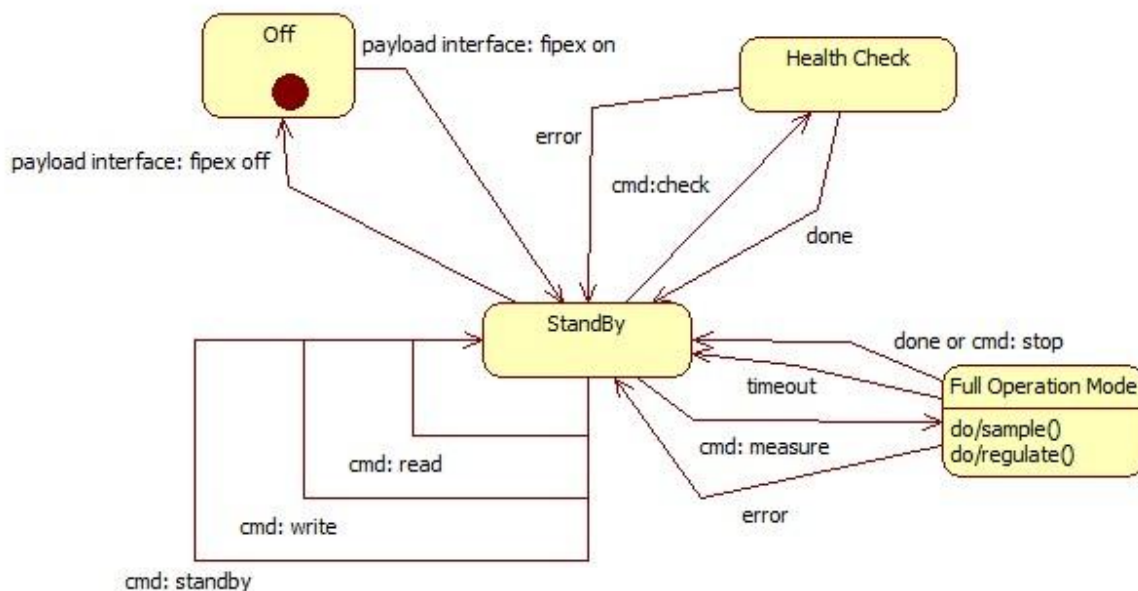 Off
payload interface: fipex on
Health Check
error
payload interface: fipex off
cmd:check
done
StandBy
done or cmd: stop
timeout
Full Operation Mode
do/sample()
do/regulate()
cmd: measure
cmd: read
error
cmd: write
cmd: standby